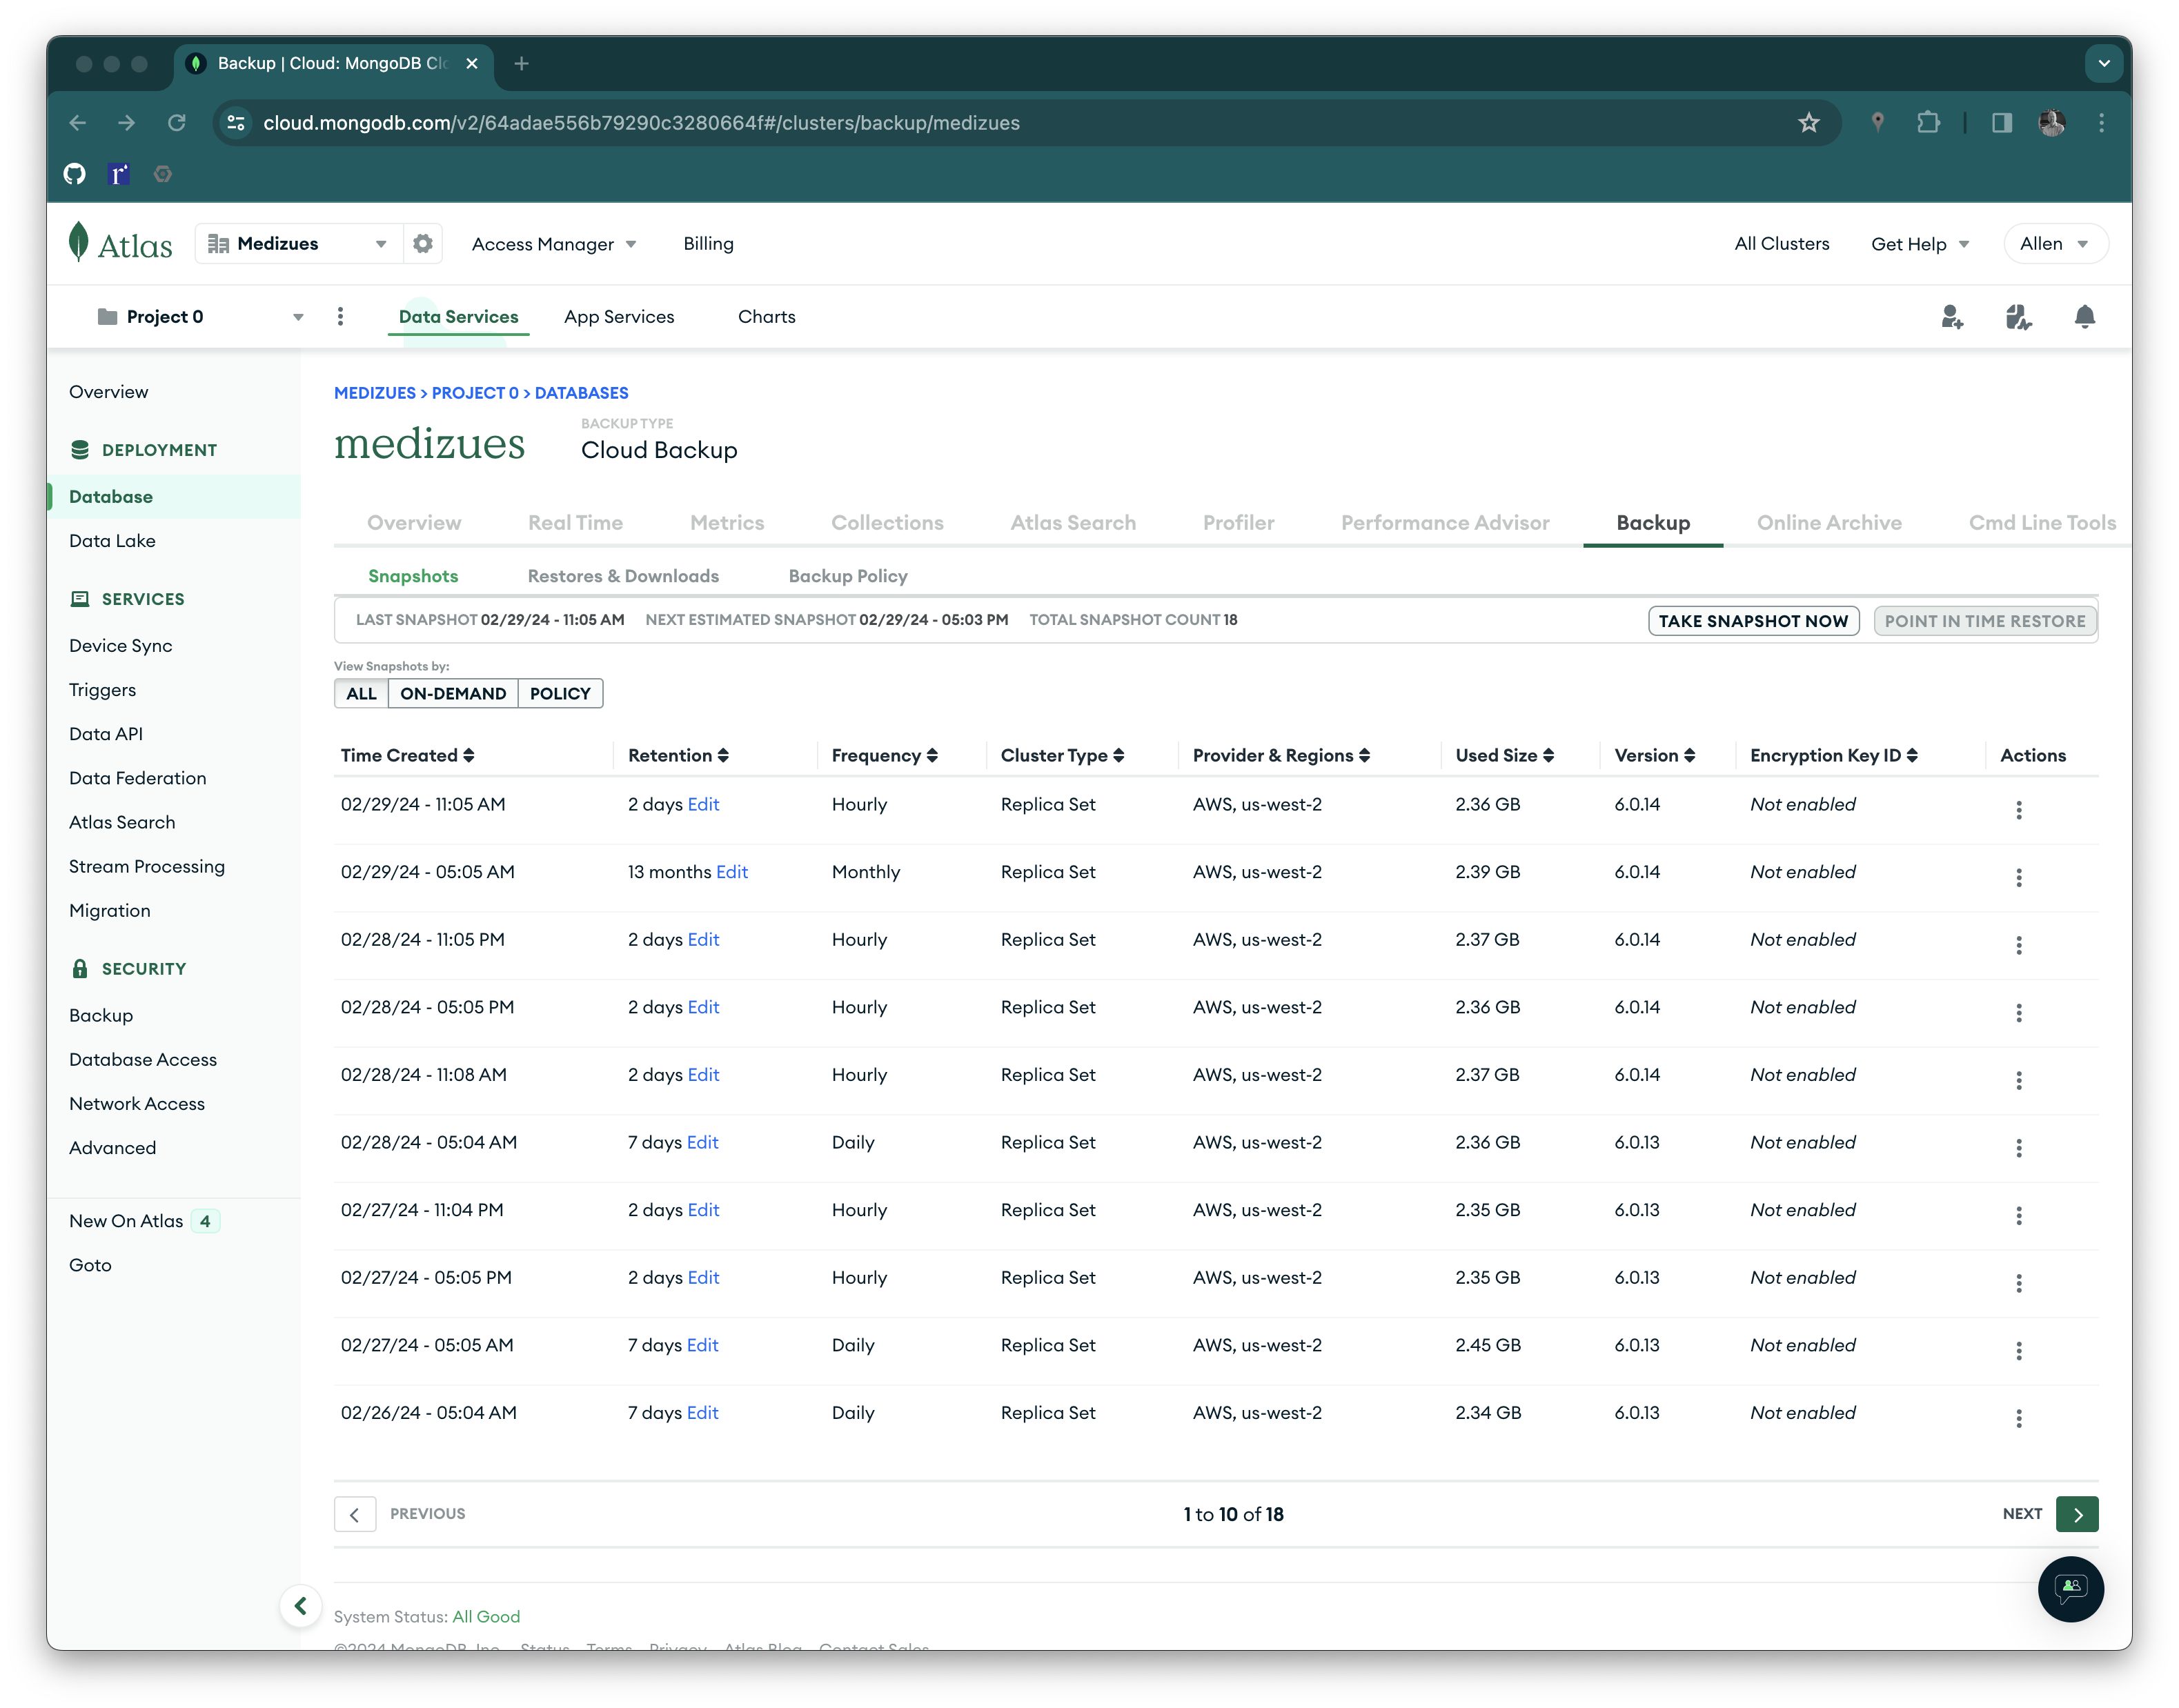 Backup | Cloud: MongoDB Clo
cloud.mongodb.com/v2/64adae556b79290c3280664f#/clusters/backup/medizues
Atlas
Medizues
Access Manager
Billing
All Clusters
Get Help
Allen
Project 0
Data Services
App Services
Charts
Overview
DEPLOYMENT
Database
Data Lake
SERVICES
Device Sync
Triggers
Data API
Data Federation
Atlas Search
Stream Processing
Migration
SECURITY
Backup
Database Access
Network Access
Advanced
New On Atlas 4
Goto
MEDIZUES > PROJECT 0 > DATABASES
medizues
BACKUP TYPE
Cloud Backup
Overview Real Time Metrics Collections Atlas Search Profiler Performance Advisor Backup Online Archive Cmd Line Tools
Snapshots Restores & Downloads Backup Policy
LAST SNAPSHOT 02/29/24 - 11:05 AM NEXT ESTIMATED SNAPSHOT 02/29/24 - 05:03 PM TOTAL SNAPSHOT COUNT 18 TAKE SNAPSHOT NOW POINT IN TIME RESTORE
View Snapshots by:
ALL ON-DEMAND POLICY
Time Created Retention Frequency Cluster Type Provider & Regions Used Size Version Encryption Key ID Actions
02/29/24 - 11:05 AM 2 days Edit Hourly Replica Set AWS, us-west-2 2.36 GB 6.0.14 Not enabled
02/29/24 - 05:05 AM 13 months Edit Monthly Replica Set AWS, us-west-2 2.39 GB 6.0.14 Not enabled
02/28/24 - 11:05 PM 2 days Edit Hourly Replica Set AWS, us-west-2 2.37 GB 6.0.14 Not enabled
02/28/24 - 05:05 PM 2 days Edit Hourly Replica Set AWS, us-west-2 2.36 GB 6.0.14 Not enabled
02/28/24 - 11:08 AM 2 days Edit Hourly Replica Set AWS, us-west-2 2.37 GB 6.0.14 Not enabled
02/28/24 - 05:04 AM 7 days Edit Daily Replica Set AWS, us-west-2 2.36 GB 6.0.13 Not enabled
02/27/24 - 11:04 PM 2 days Edit Hourly Replica Set AWS, us-west-2 2.35 GB 6.0.13 Not enabled
02/27/24 - 05:05 PM 2 days Edit Hourly Replica Set AWS, us-west-2 2.35 GB 6.0.13 Not enabled
02/27/24 - 05:05 AM 7 days Edit Daily Replica Set AWS, us-west-2 2.45 GB 6.0.13 Not enabled
02/26/24 - 05:04 AM 7 days Edit Daily Replica Set AWS, us-west-2 2.34 GB 6.0.13 Not enabled
PREVIOUS 1 to 10 of 18 NEXT
System Status: All Good
©2024 MongoDB, Inc. Status Terms Privacy Atlas Blog Contact Sales